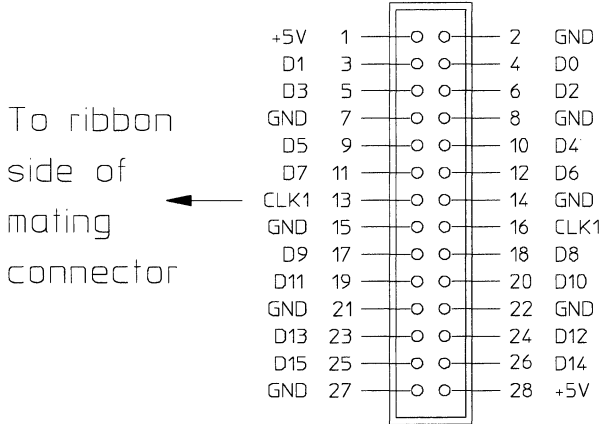 +5V 1 2 GND
D1 3 4 D0
D3 5 6 D2
GND 7 8 GND
D5 9 10 D4
D7 11 12 D6
CLK1 13 14 GND
GND 15 16 CLK1
D9 17 18 D8
D11 19 20 D10
GND 21 22 GND
D13 23 24 D12
D15 25 26 D14
GND 27 28 +5V
To ribbon
side of
mating
connector